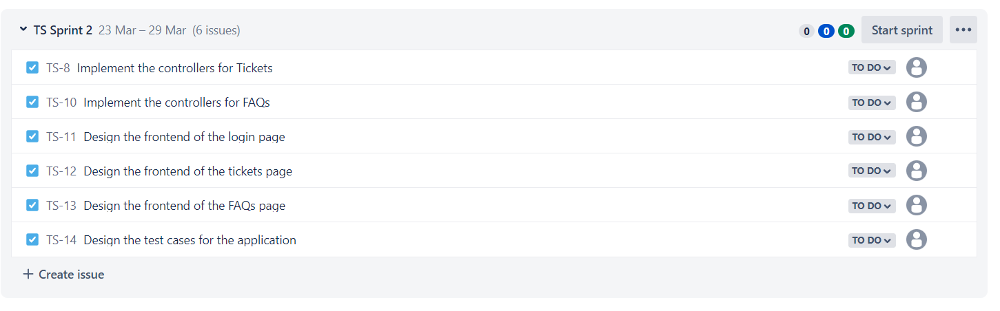 TS Sprint 2 23 Mar – 29 Mar (6 issues) 0 0 0 Start sprint •••
TS-8 Implement the controllers for Tickets TO DO
TS-10 Implement the controllers for FAQs TO DO
TS-11 Design the frontend of the login page TO DO
TS-12 Design the frontend of the tickets page TO DO
TS-13 Design the frontend of the FAQs page TO DO
TS-14 Design the test cases for the application TO DO
+ Create issue